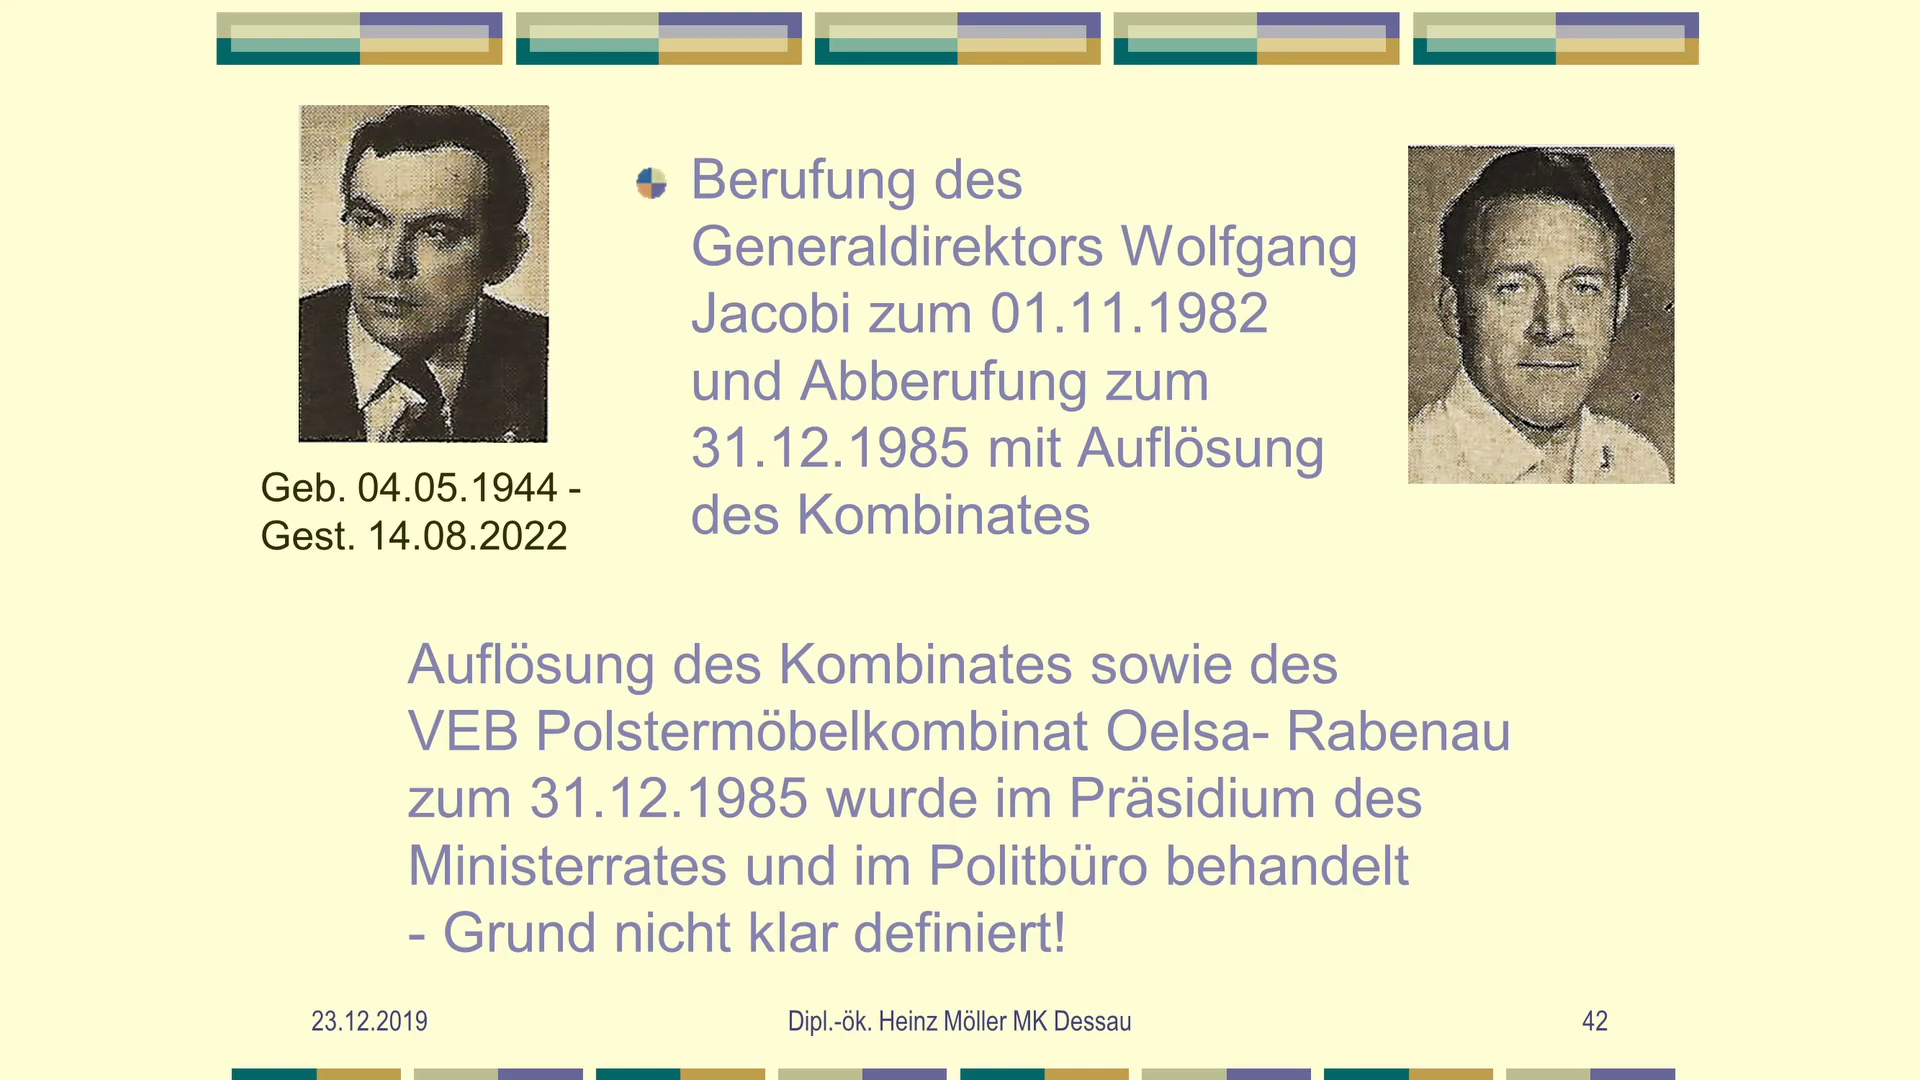 Berufung des
Generaldirektors Wolfgang
Jacobi zum 01.11.1982
und Abberufung zum
31.12.1985 mit Auflösung
des Kombinates
Geb. 04.05.1944 -
Gest. 14.08.2022
Auflösung des Kombinates sowie des
VEB Polstermöbelkombinat Oelsa- Rabenau
zum 31.12.1985 wurde im Präsidium des
Ministerrates und im Politbüro behandelt
- Grund nicht klar definiert!
23.12.2019
Dipl.-ök. Heinz Möller MK Dessau
42